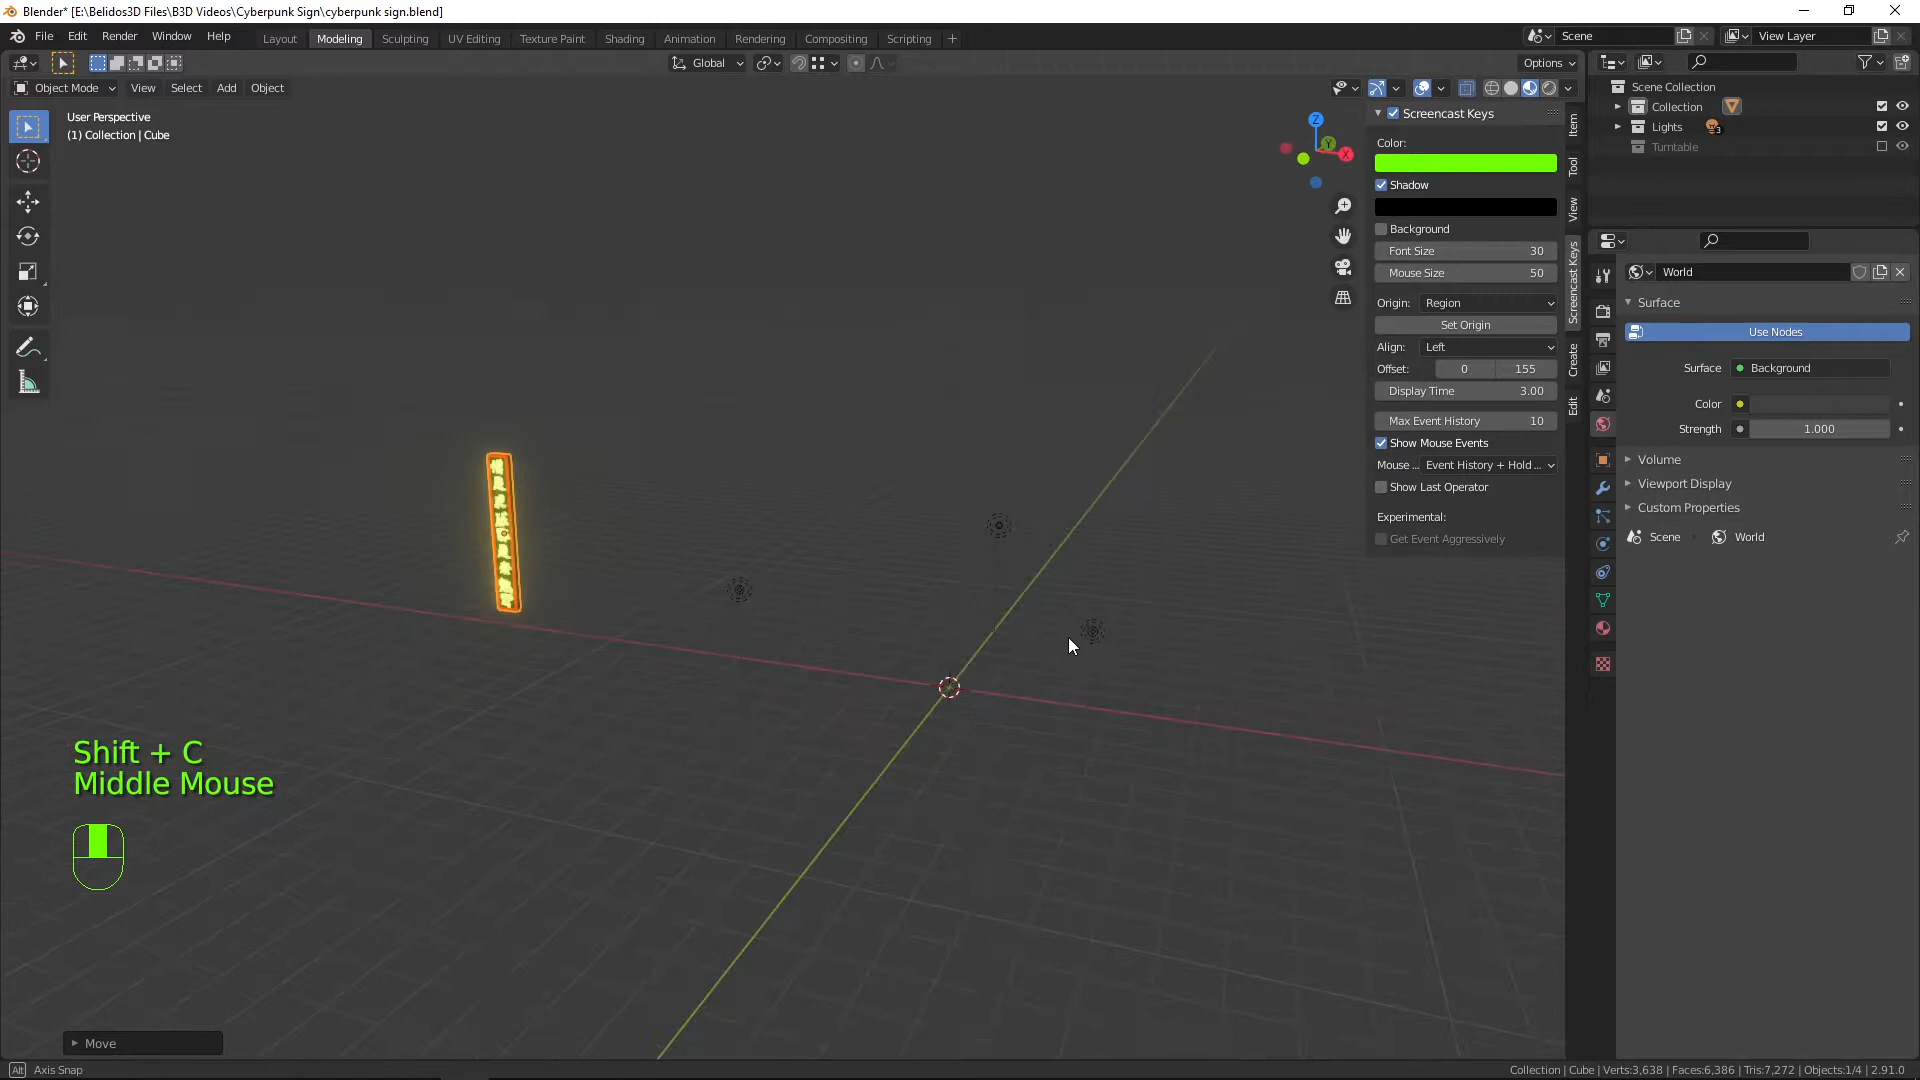 Blender* [E:\Belidos3D Files\B3D Videos\Cyberpunk Sign\cyberpunk sign.blend]
File Edit Render Window Help
Layout Modeling Sculpting UV Editing Texture Paint Shading Animation Rendering Compositing Scripting +
Scene
View Layer
Global
Options
Object Mode View Select Add Object
User Perspective
(1) Collection | Cube
Z
Y
X
Screencast Keys
Color:
Shadow
Background
Font Size 30
Mouse Size 50
Origin: Region
Set Origin
Align: Left
Offset: 0 155
Display Time 3.00
Max Event History 10
Show Mouse Events
Mouse ... Event History + Hold ...
Show Last Operator
Experimental:
Get Event Aggressively
Item
Tool
View
Screencast Keys
Create
Edit
Scene Collection
Collection
Lights 3
Turntable
World
Surface
Use Nodes
Surface Background
Color
Strength 1.000
Volume
Viewport Display
Custom Properties
Scene World
Shift + C
Middle Mouse
Move
Alt Axis Snap
Collection | Cube | Verts:3,638 | Faces:6,386 | Tris:7,272 | Objects:1/4 | 2.91.0